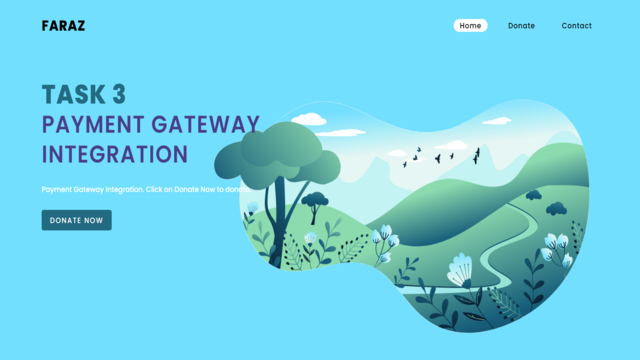 FARAZ
Home Donate Contact
TASK 3
PAYMENT GATEWAY
INTEGRATION
Payment Gateway Integration. Click on Donate Now to donate
DONATE NOW